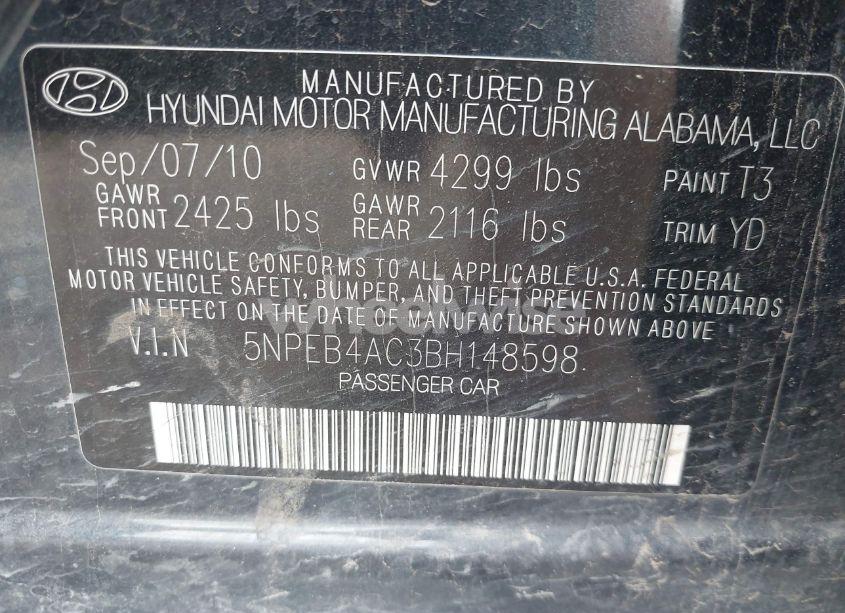 MANUFACTURED BY
HYUNDAI MOTOR MANUFACTURING ALABAMA, LLC
Sep/07/10 GVWR 4299 lbs PAINT T3
GAWR FRONT 2425 lbs GAWR REAR 2116 lbs TRIM YD
THIS VEHICLE CONFORMS TO ALL APPLICABLE U.S.A. FEDERAL
MOTOR VEHICLE SAFETY, BUMPER, AND THEFT PREVENTION STANDARDS
IN EFFECT ON THE DATE OF MANUFACTURE SHOWN ABOVE
V.I.N 5NPEB4AC3BH148598
PASSENGER CAR